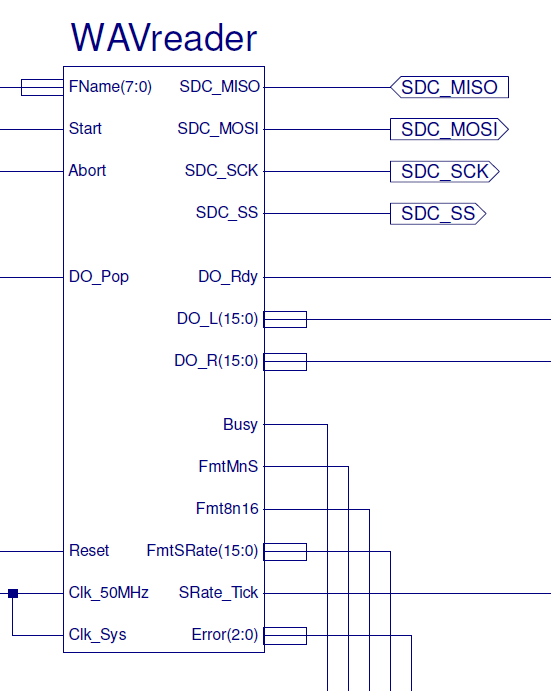 WAVreader
FName(7:0) SDC_MISO SDC_MISO
Start SDC_MOSI SDC_MOSI
Abort SDC_SCK SDC_SCK
SDC_SS SDC_SS
DO_Pop DO_Rdy
DO_L(15:0)
DO_R(15:0)
Busy
FmtMnS
Fmt8n16
Reset FmtSRate(15:0)
Clk_50MHz SRate_Tick
Clk_Sys Error(2:0)